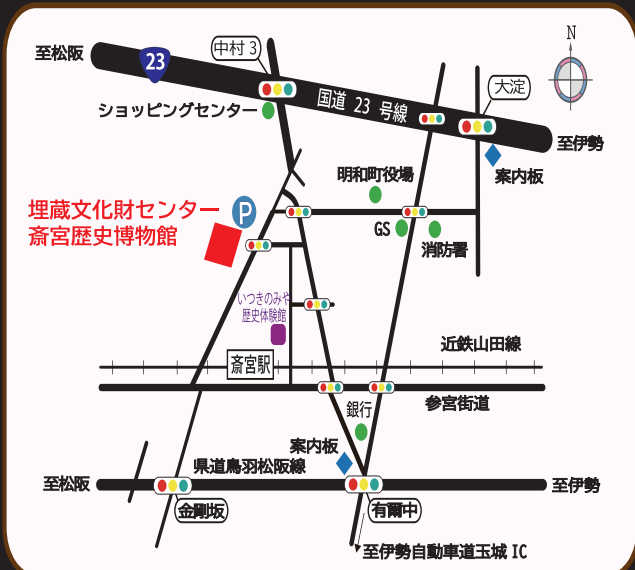 N
至松阪
23
中村 3
大淀
国道 23 号線
ショッピングセンター
至伊勢
案内板
明和町役場
埋蔵文化財センター
斎宮歴史博物館
P
GS
消防署
いつきのみや
歴史体験館
近鉄山田線
斎宮駅
参宮街道
銀行
案内板
県道鳥羽松阪線
至松阪
至伊勢
金剛坂
有爾中
至伊勢自動車道玉城 IC